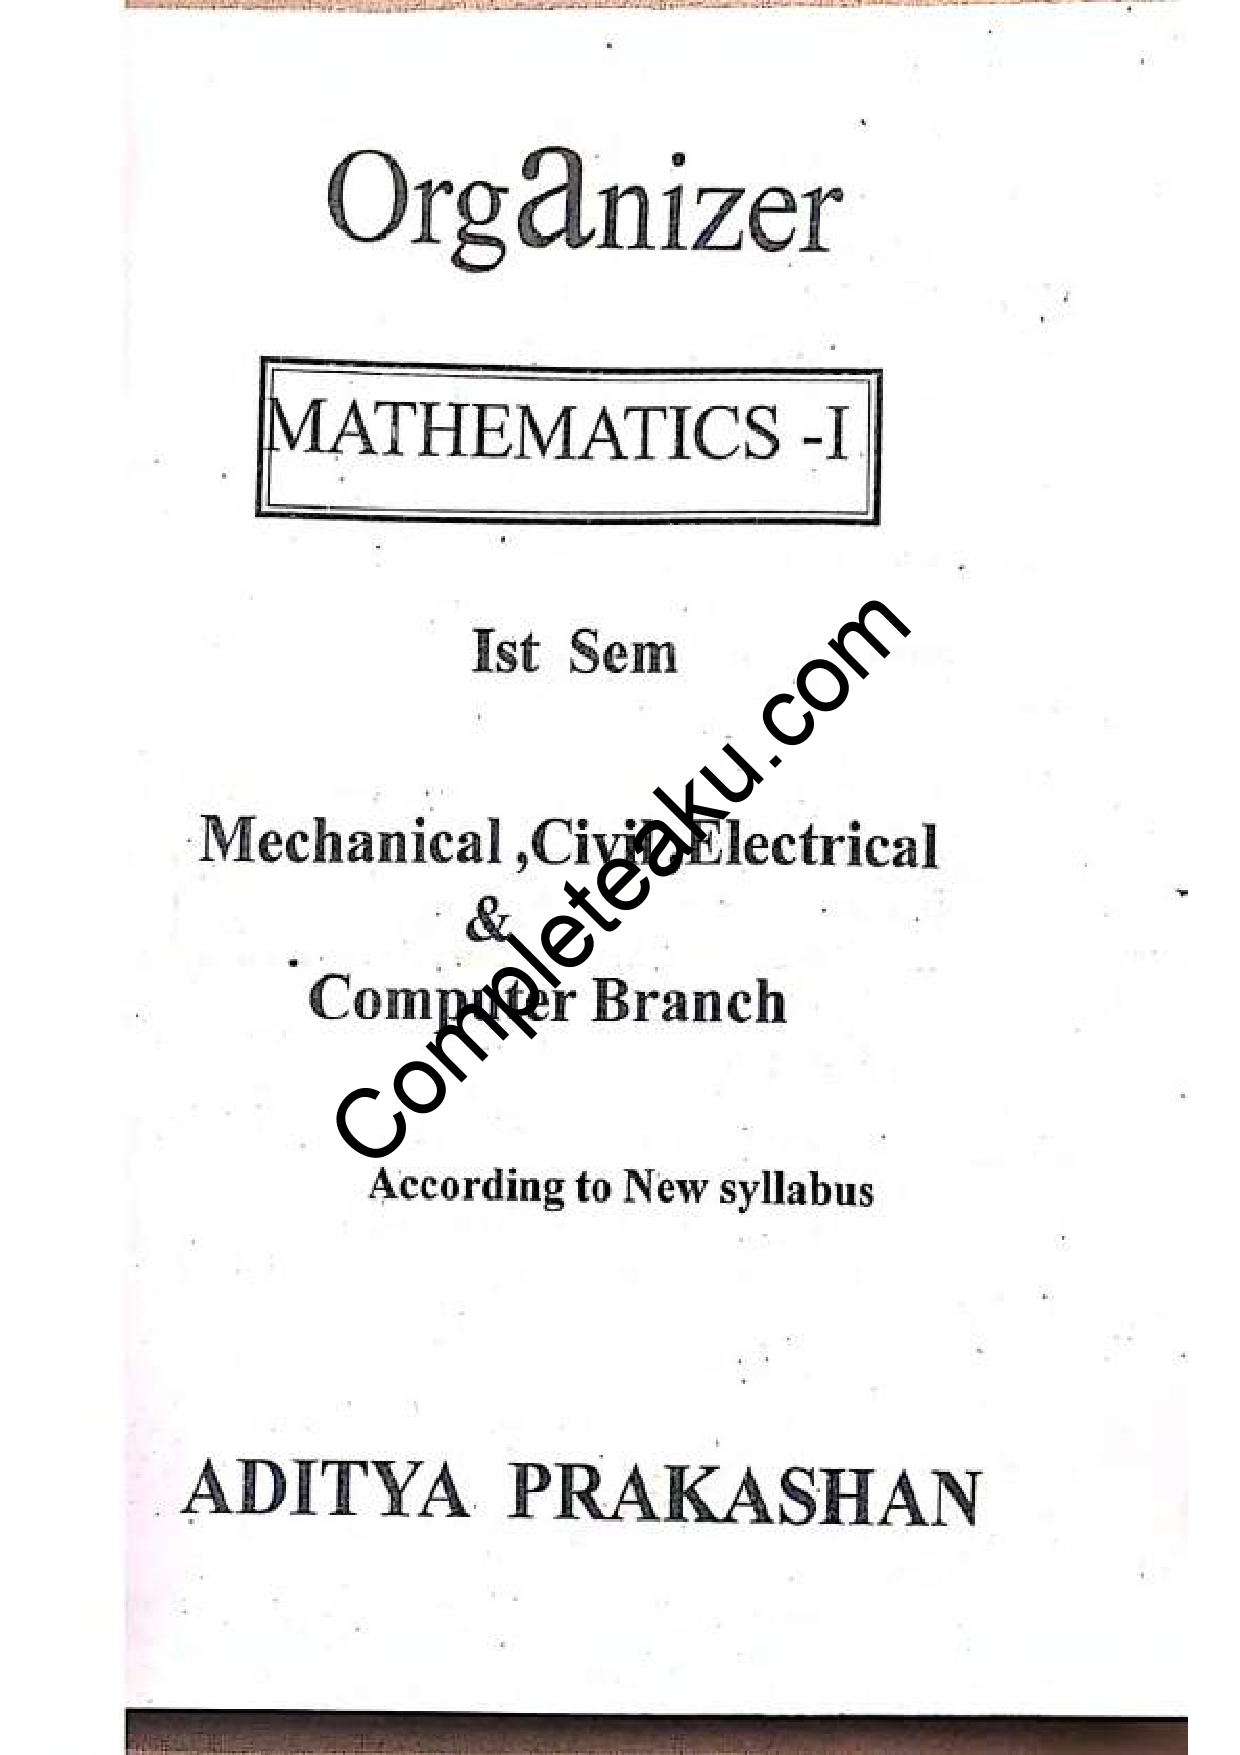 Organizer
MATHEMATICS -I
Ist Sem
Mechanical ,Civil,Electrical
&
Computer Branch
According to New syllabus
ADITYA PRAKASHAN
Completeaku.com